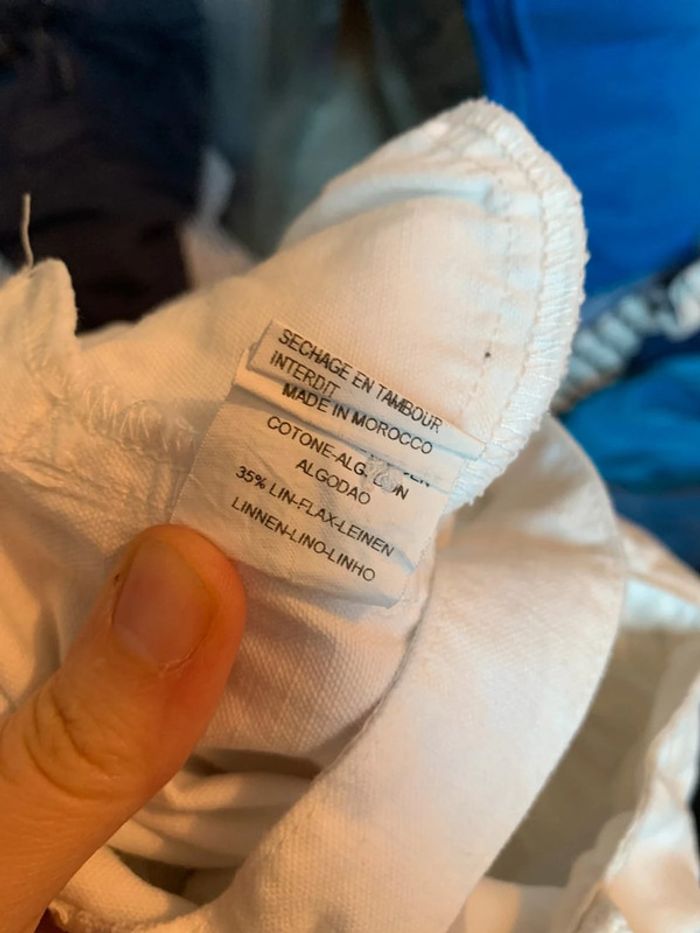 SECHAGE EN TAMBOUR
INTERDIT
MADE IN MOROCCO
COTONE-ALG.
ALGODAO
35% LIN-FLAX-LEINEN
LINNEN-LINO-LINHO